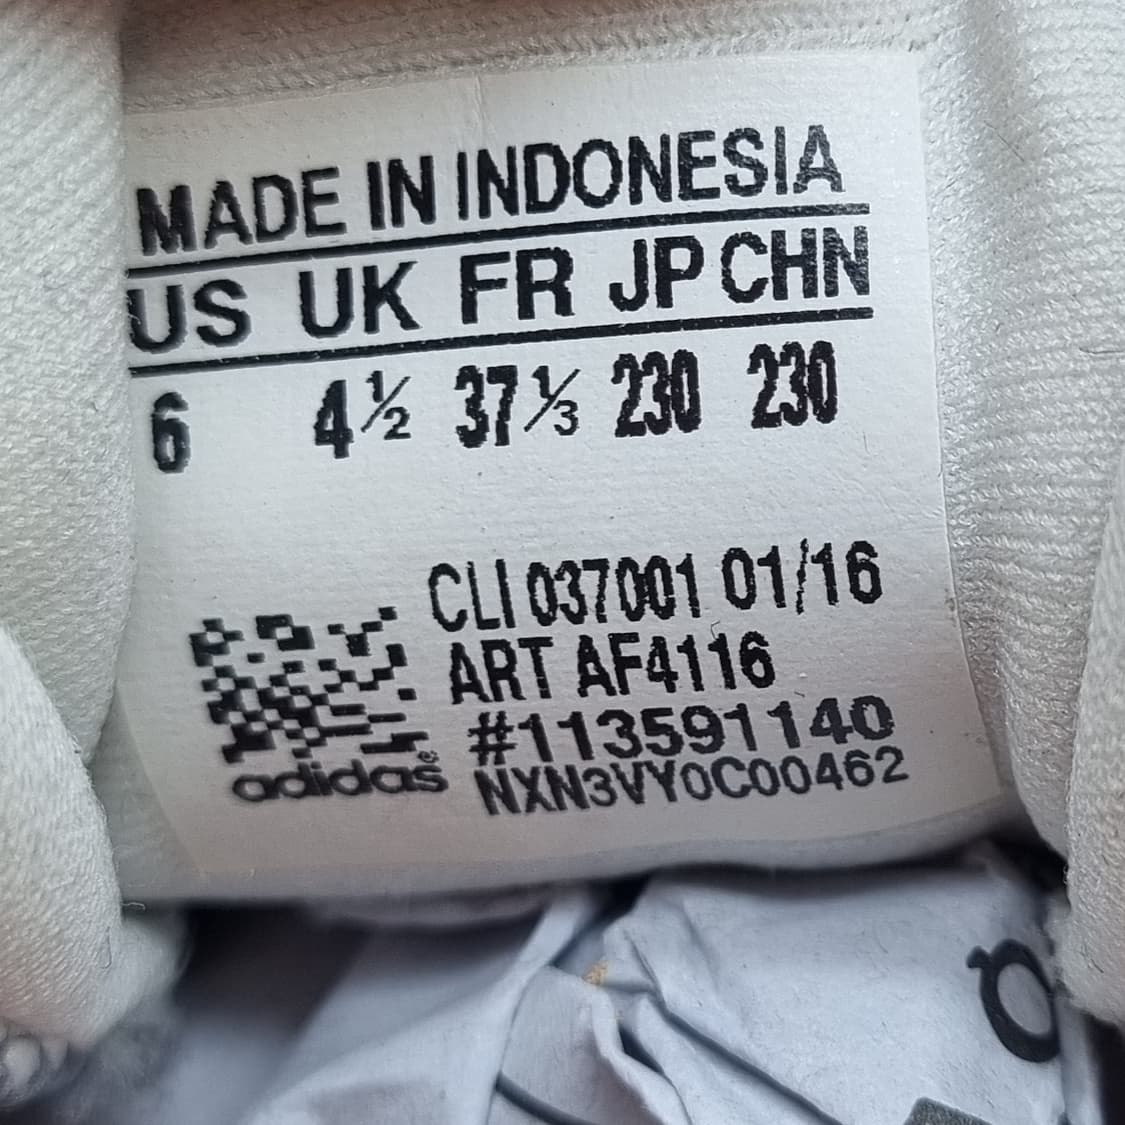 MADE IN INDONESIA
US UK FR JP CHN
6 4½ 37⅓ 230 230
CLI 037001 01/16
ART AF4116
#113591140
NXN3VY0C00462
adidas